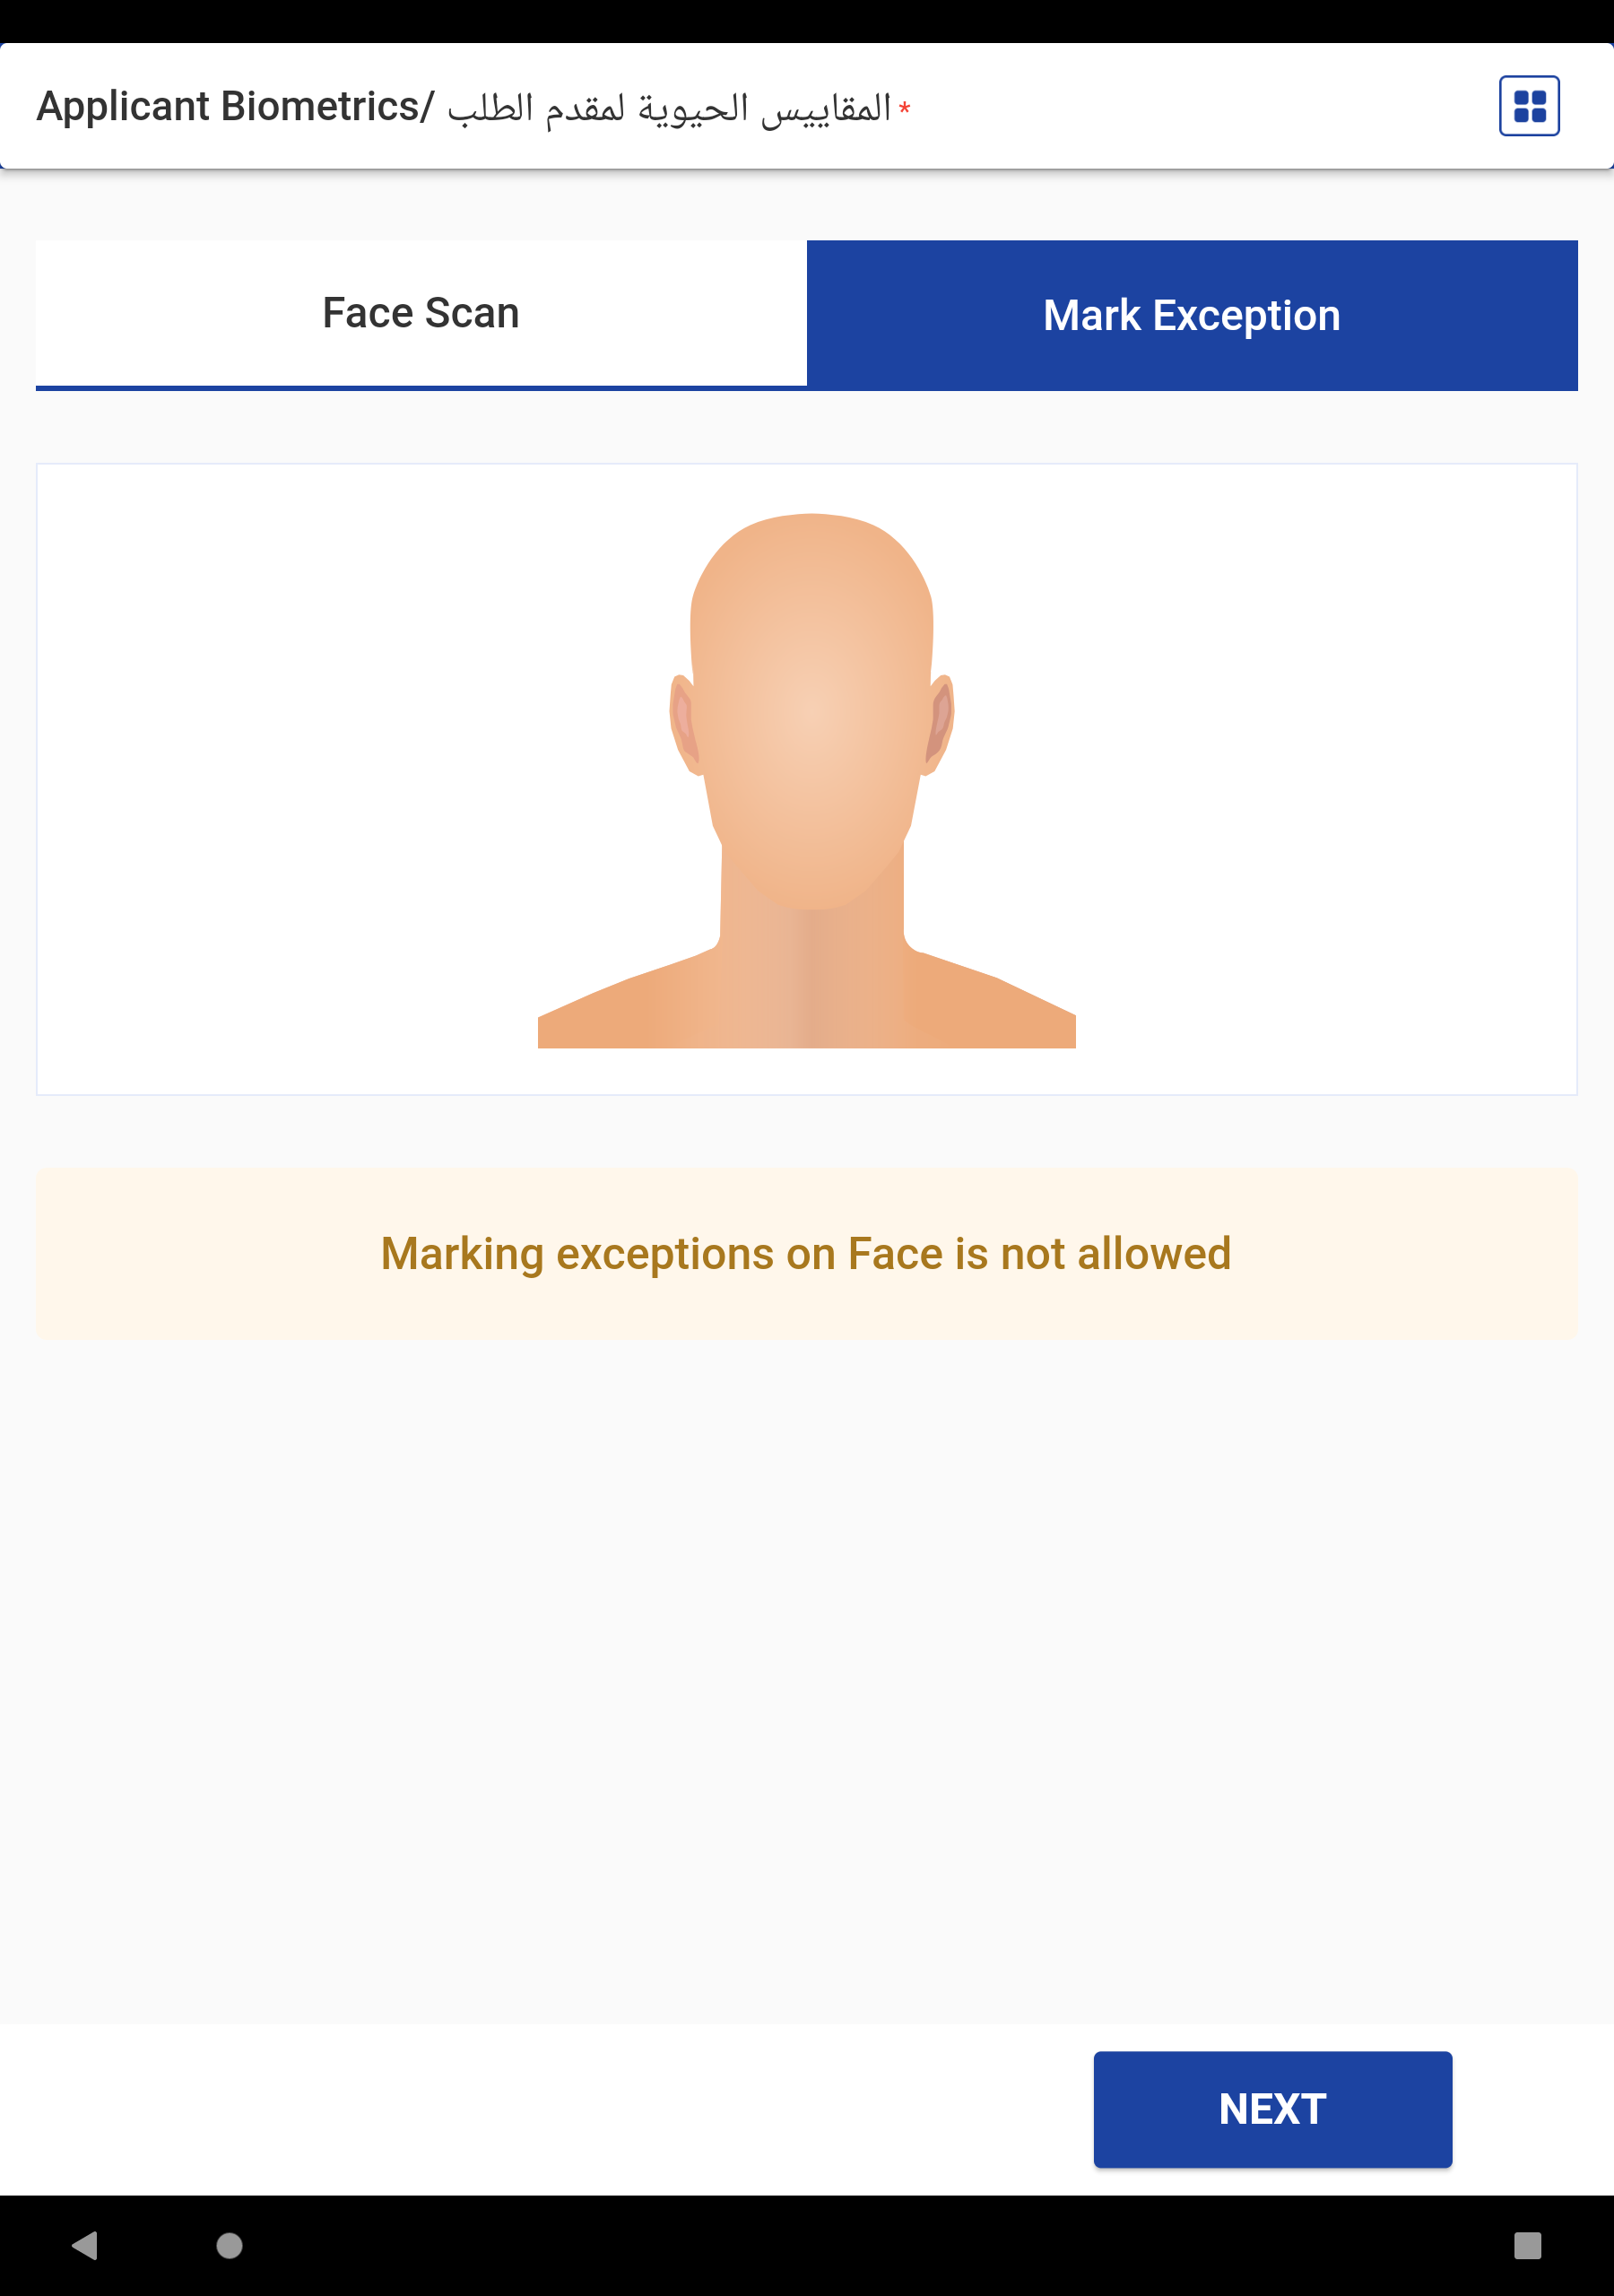 Applicant Biometrics/ المقاييس الحيوية لمقدم الطلب *
Face Scan
Mark Exception
Marking exceptions on Face is not allowed
NEXT